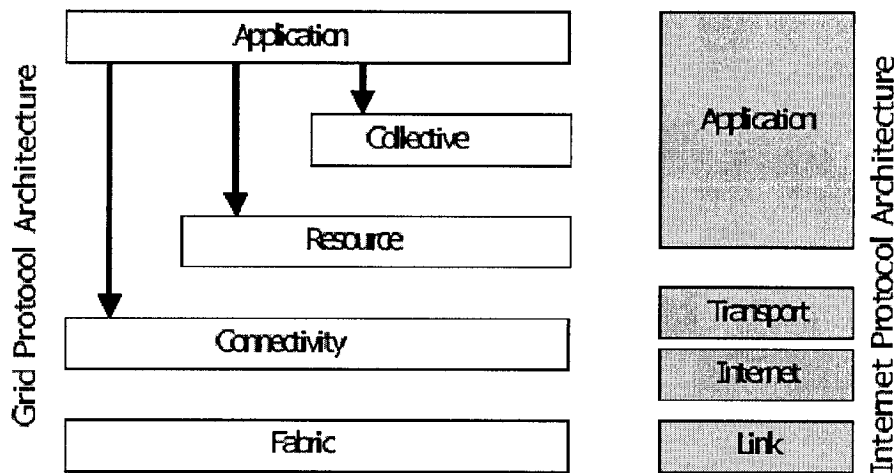 Grid Protocol Architecture
Application
Collective
Resource
Connectivity
Fabric
Application
Transport
Internet
Link
Internet Protocol Architecture